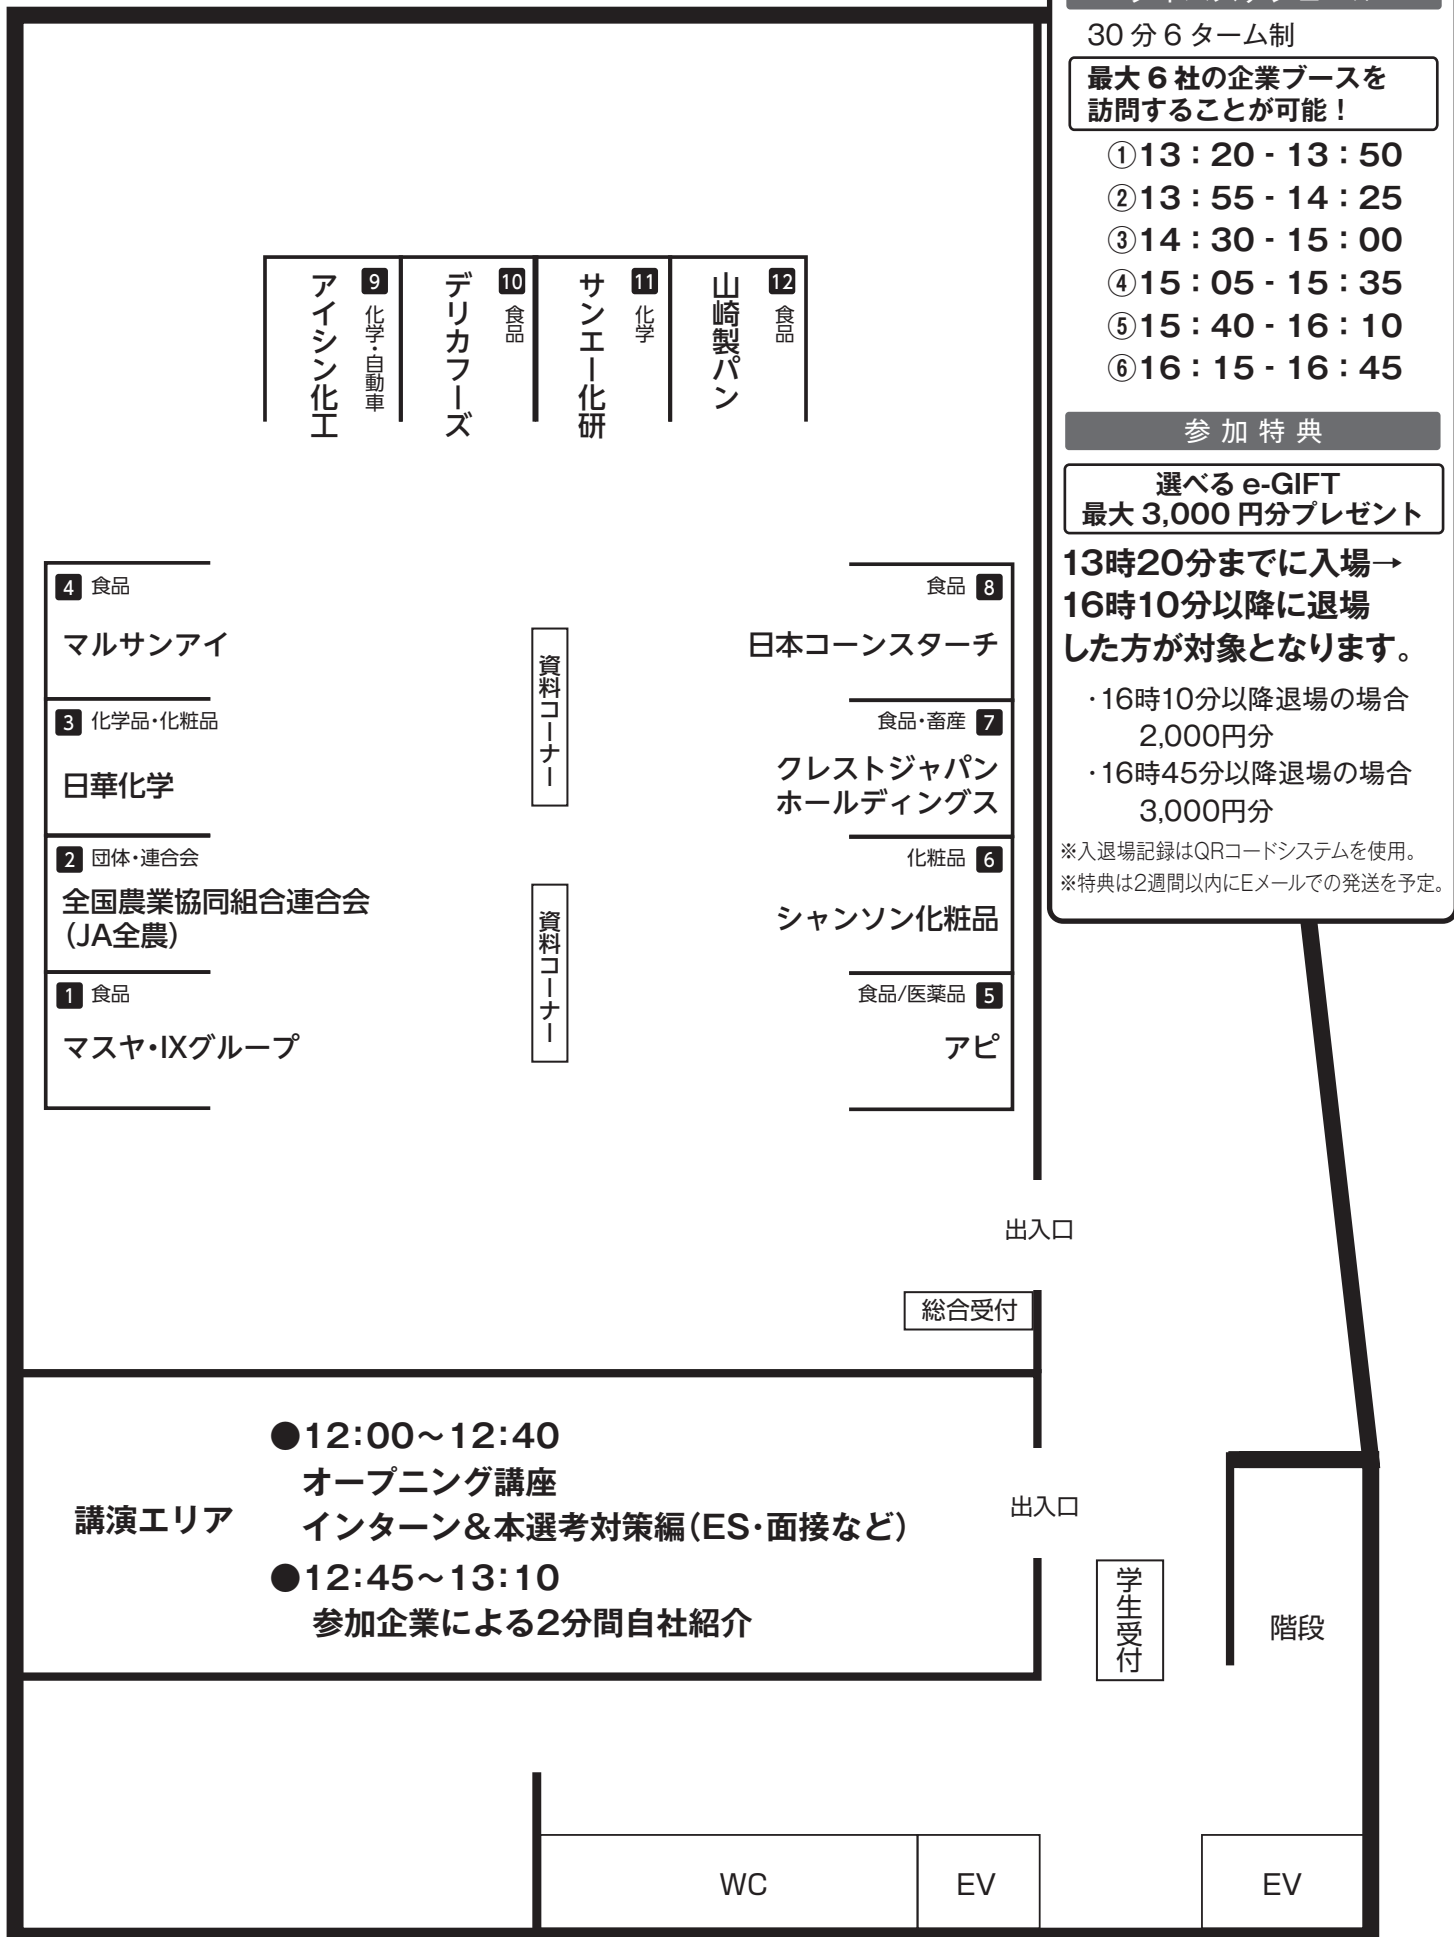 30分6ターム制
最大6社の企業ブースを
訪問することが可能！
①13：20 - 13：50
②13：55 - 14：25
③14：30 - 15：00
④15：05 - 15：35
⑤15：40 - 16：10
⑥16：15 - 16：45
参加特典
選べる e-GIFT
最大 3,000 円分プレゼント
13時20分までに入場→
16時10分以降に退場
した方が対象となります。
・16時10分以降退場の場合
2,000円分
・16時45分以降退場の場合
3,000円分
※入退場記録はQRコードシステムを使用。
※特典は2週間以内にEメールでの発送を予定。
9 化学・自動車
アイシン化工
10 食品
デリカフーズ
11 化学
サンエー化研
12 食品
山崎製パン
4 食品
マルサンアイ
3 化学品・化粧品
日華化学
2 団体・連合会
全国農業協同組合連合会
(JA全農)
1 食品
マスヤ・IXグループ
資料コーナー
資料コーナー
食品 8
日本コーンスターチ
食品・畜産 7
クレストジャパン
ホールディングス
化粧品 6
シャンソン化粧品
食品/医薬品 5
アピ
出入口
総合受付
講演エリア
●12：00～12：40
オープニング講座
インターン＆本選考対策編(ES・面接など)
●12：45～13：10
参加企業による2分間自社紹介
出入口
学生受付
階段
WC
EV
EV